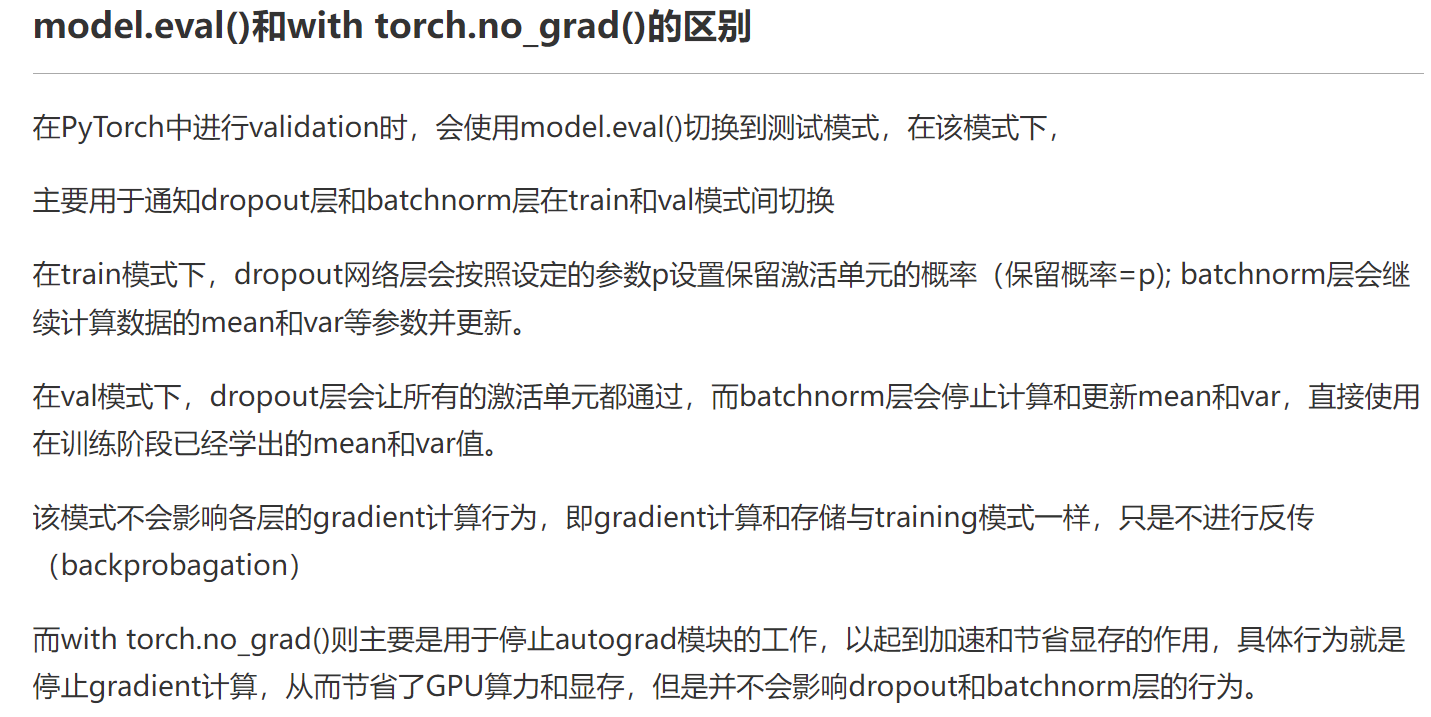 model.eval()和with torch.no_grad()的区别
在PyTorch中进行validation时，会使用model.eval()切换到测试模式，在该模式下，
主要用于通知dropout层和batchnorm层在train和val模式间切换
在train模式下，dropout网络层会按照设定的参数p设置保留激活单元的概率（保留概率=p); batchnorm层会继
续计算数据的mean和var等参数并更新。
在val模式下，dropout层会让所有的激活单元都通过，而batchnorm层会停止计算和更新mean和var，直接使用
在训练阶段已经学出的mean和var值。
该模式不会影响各层的gradient计算行为，即gradient计算和存储与training模式一样，只是不进行反传
（backprobagation）
而with torch.no_grad()则主要是用于停止autograd模块的工作，以起到加速和节省显存的作用，具体行为就是
停止gradient计算，从而节省了GPU算力和显存，但是并不会影响dropout和batchnorm层的行为。